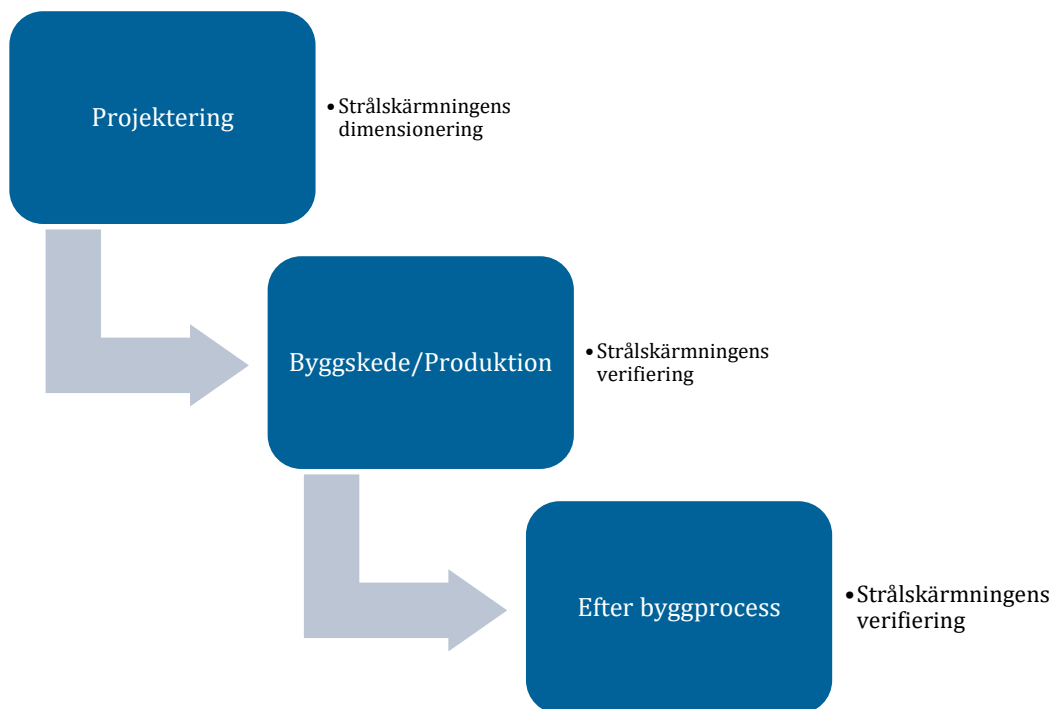 Projektering
• Strålskärmningens
dimensionering
Byggskede/Produktion
• Strålskärmningens
verifiering
Efter byggprocess
• Strålskärmningens
verifiering